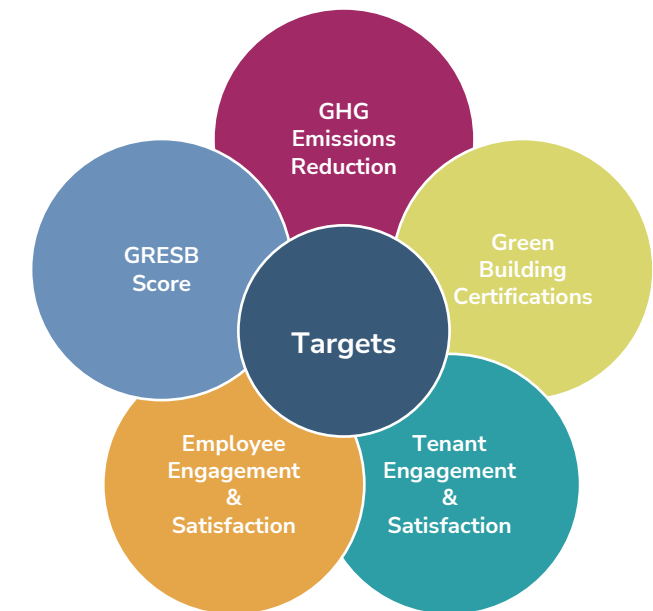 GHG
Emissions
Reduction
GRESB
Score
Green
Building
Certifications
Targets
Employee
Engagement
&
Satisfaction
Tenant
Engagement
&
Satisfaction